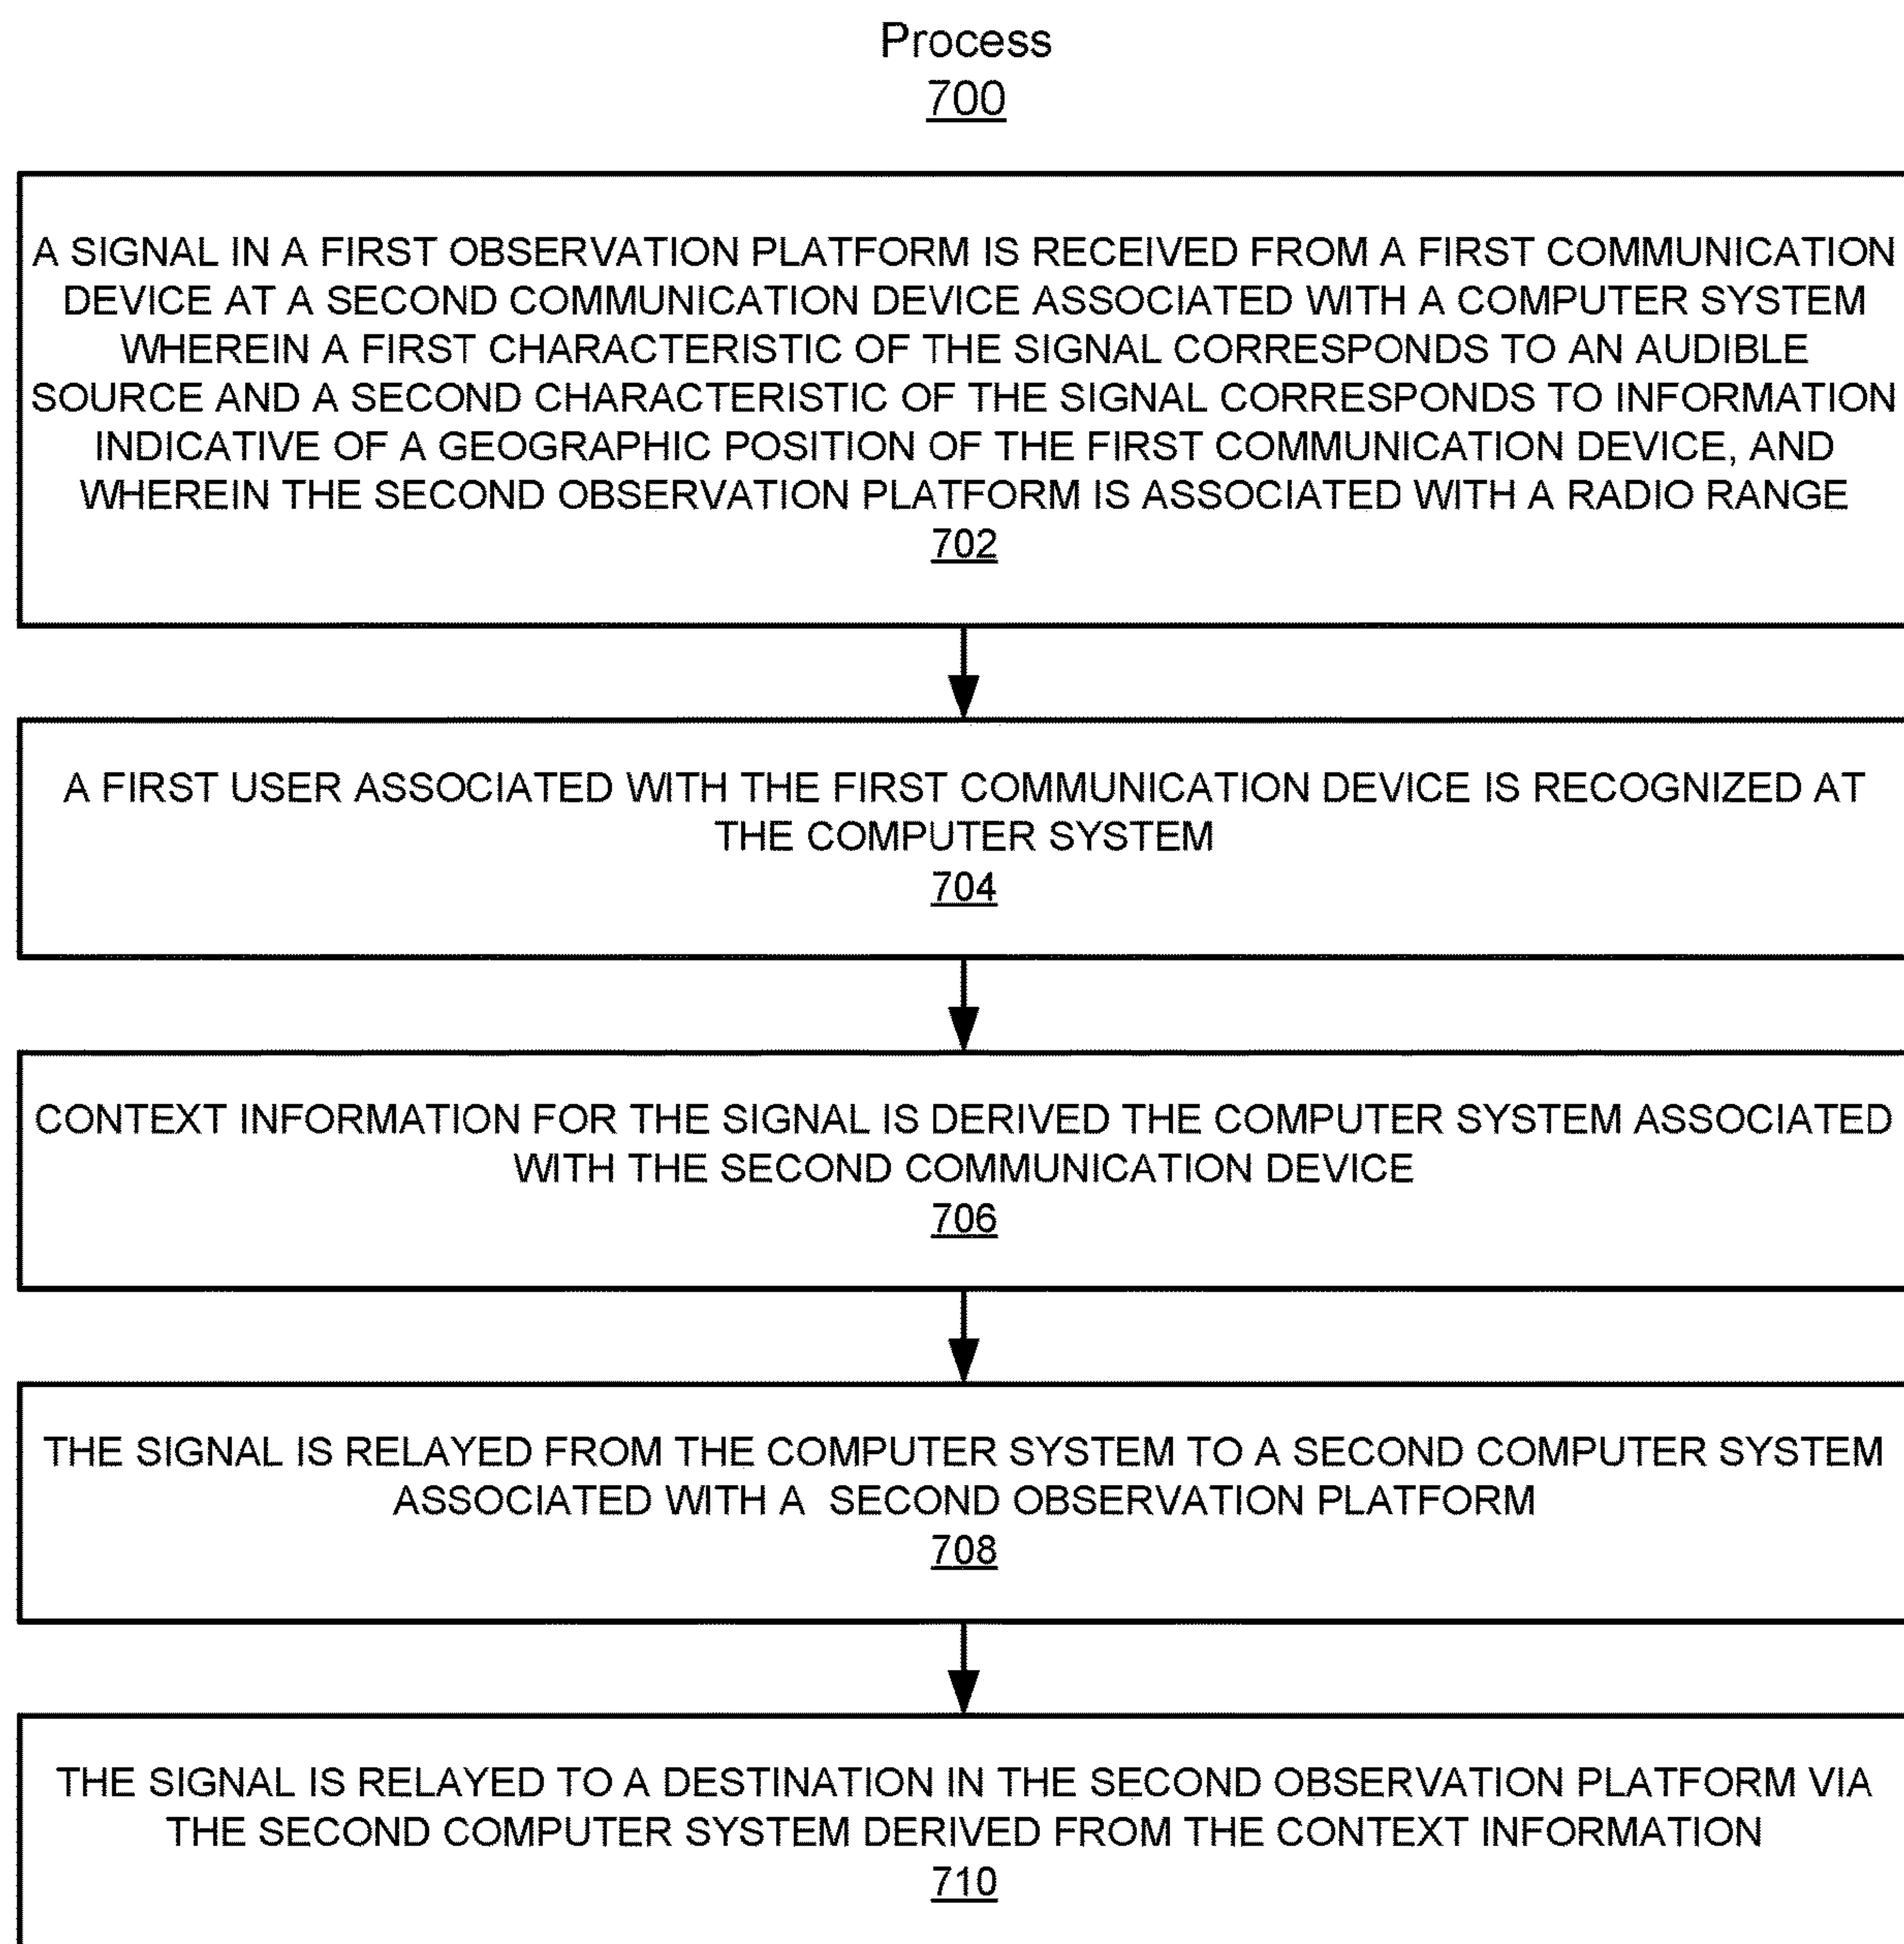 Process
700
A SIGNAL IN A FIRST OBSERVATION PLATFORM IS RECEIVED FROM A FIRST COMMUNICATION
DEVICE AT A SECOND COMMUNICATION DEVICE ASSOCIATED WITH A COMPUTER SYSTEM
WHEREIN A FIRST CHARACTERISTIC OF THE SIGNAL CORRESPONDS TO AN AUDIBLE
SOURCE AND A SECOND CHARACTERISTIC OF THE SIGNAL CORRESPONDS TO INFORMATION
INDICATIVE OF A GEOGRAPHIC POSITION OF THE FIRST COMMUNICATION DEVICE, AND
WHEREIN THE SECOND OBSERVATION PLATFORM IS ASSOCIATED WITH A RADIO RANGE
702
A FIRST USER ASSOCIATED WITH THE FIRST COMMUNICATION DEVICE IS RECOGNIZED AT
THE COMPUTER SYSTEM
704
CONTEXT INFORMATION FOR THE SIGNAL IS DERIVED THE COMPUTER SYSTEM ASSOCIATED
WITH THE SECOND COMMUNICATION DEVICE
706
THE SIGNAL IS RELAYED FROM THE COMPUTER SYSTEM TO A SECOND COMPUTER SYSTEM
ASSOCIATED WITH A SECOND OBSERVATION PLATFORM
708
THE SIGNAL IS RELAYED TO A DESTINATION IN THE SECOND OBSERVATION PLATFORM VIA
THE SECOND COMPUTER SYSTEM DERIVED FROM THE CONTEXT INFORMATION
710